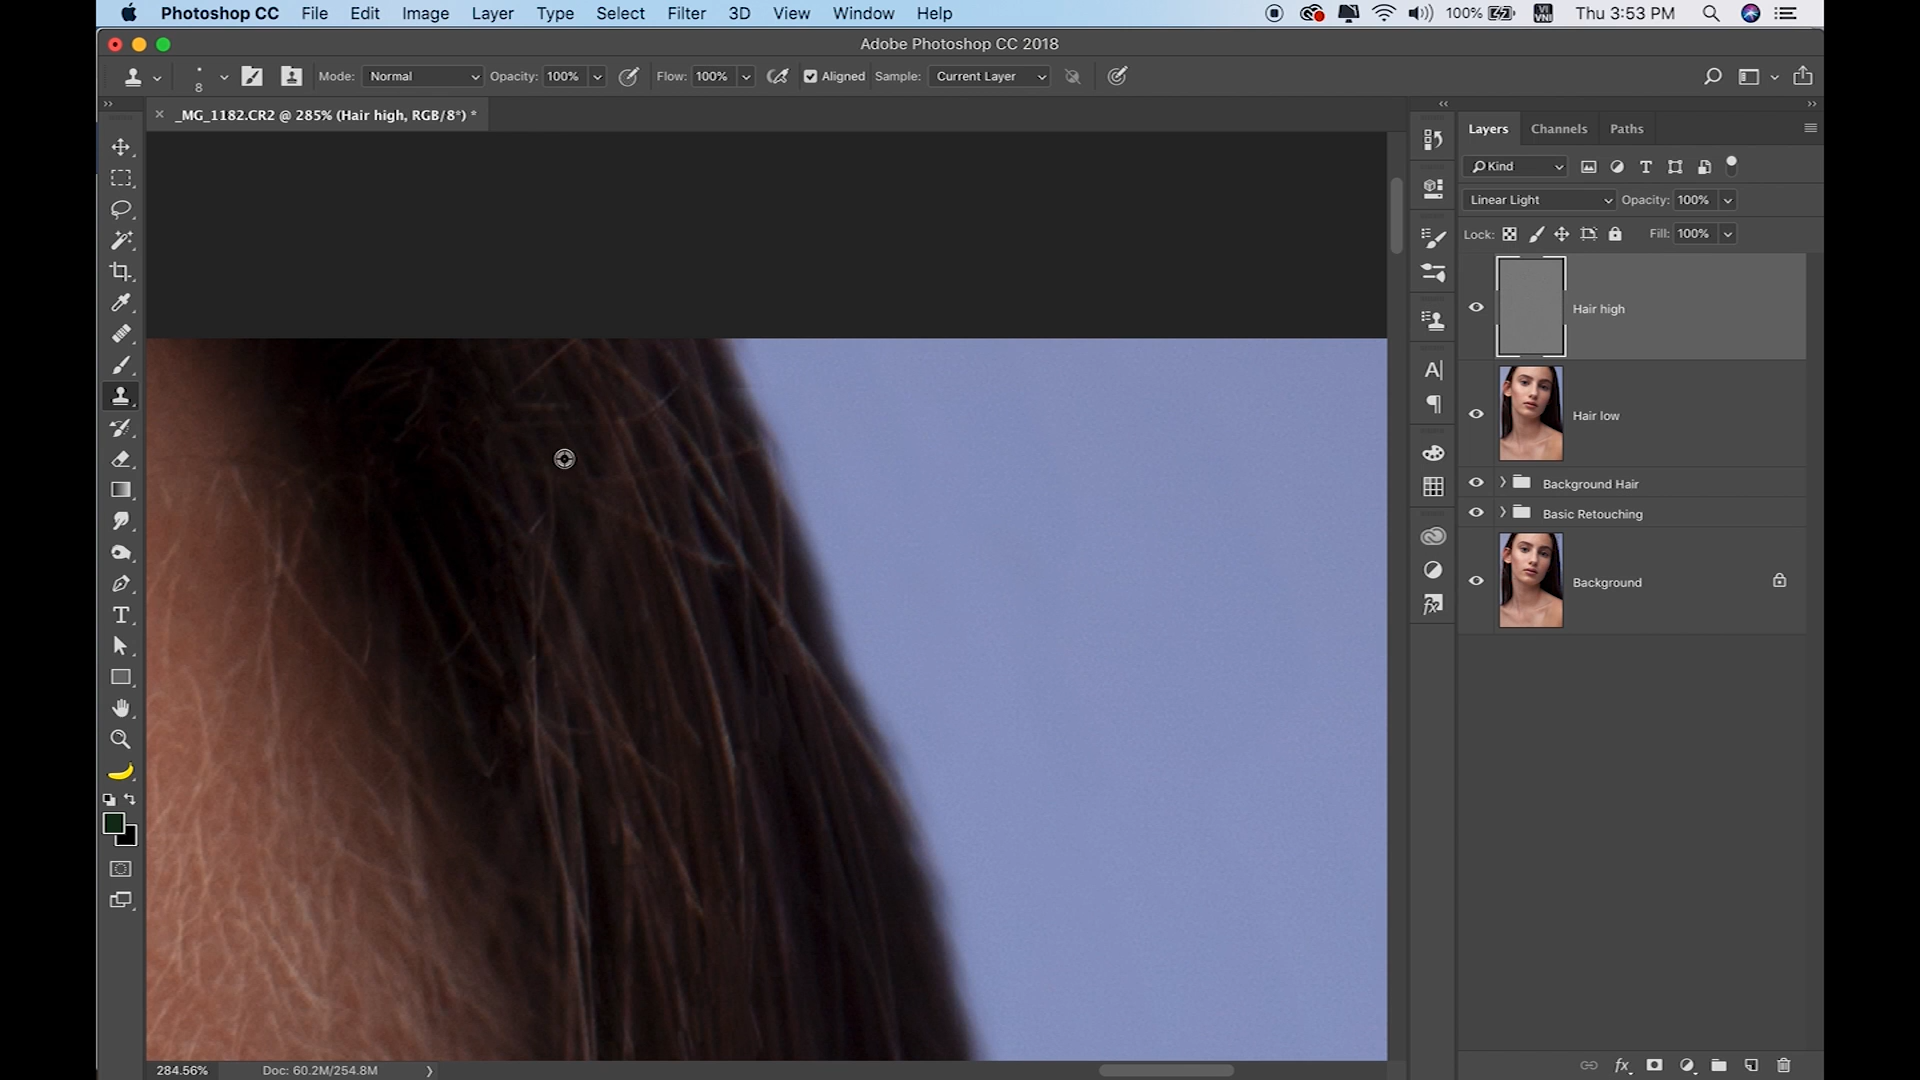 Photoshop CC File Edit Image Layer Type Select Filter 3D View Window Help 100% VI VNI Thu 3:53 PM
Adobe Photoshop CC 2018
8 Mode: Normal Opacity: 100% Flow: 100% Aligned Sample: Current Layer
_MG_1182.CR2 @ 285% (Hair high, RGB/8*) *
Layers Channels Paths
Kind
Linear Light Opacity: 100%
Lock: Fill: 100%
Hair high
Hair low
Background Hair
Basic Retouching
Background
284.56% Doc: 60.2M/254.8M